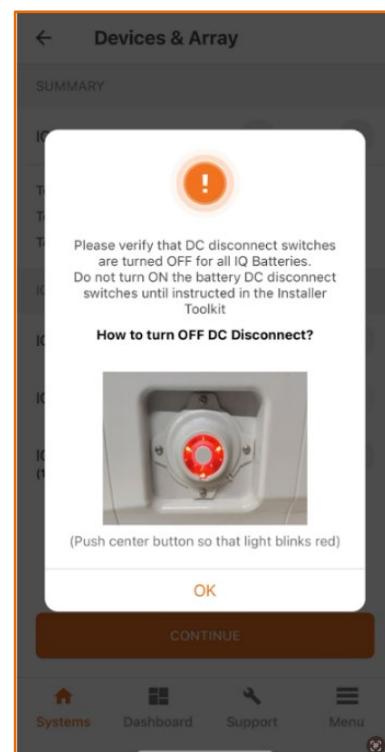 Devices & Array
SUMMARY
Please verify that DC disconnect switches
are turned OFF for all IQ Batteries.
Do not turn ON the battery DC disconnect
switches until instructed in the Installer
Toolkit
How to turn OFF DC Disconnect?
(Push center button so that light blinks red)
OK
CONTINUE
Systems
Dashboard
Support
Menu